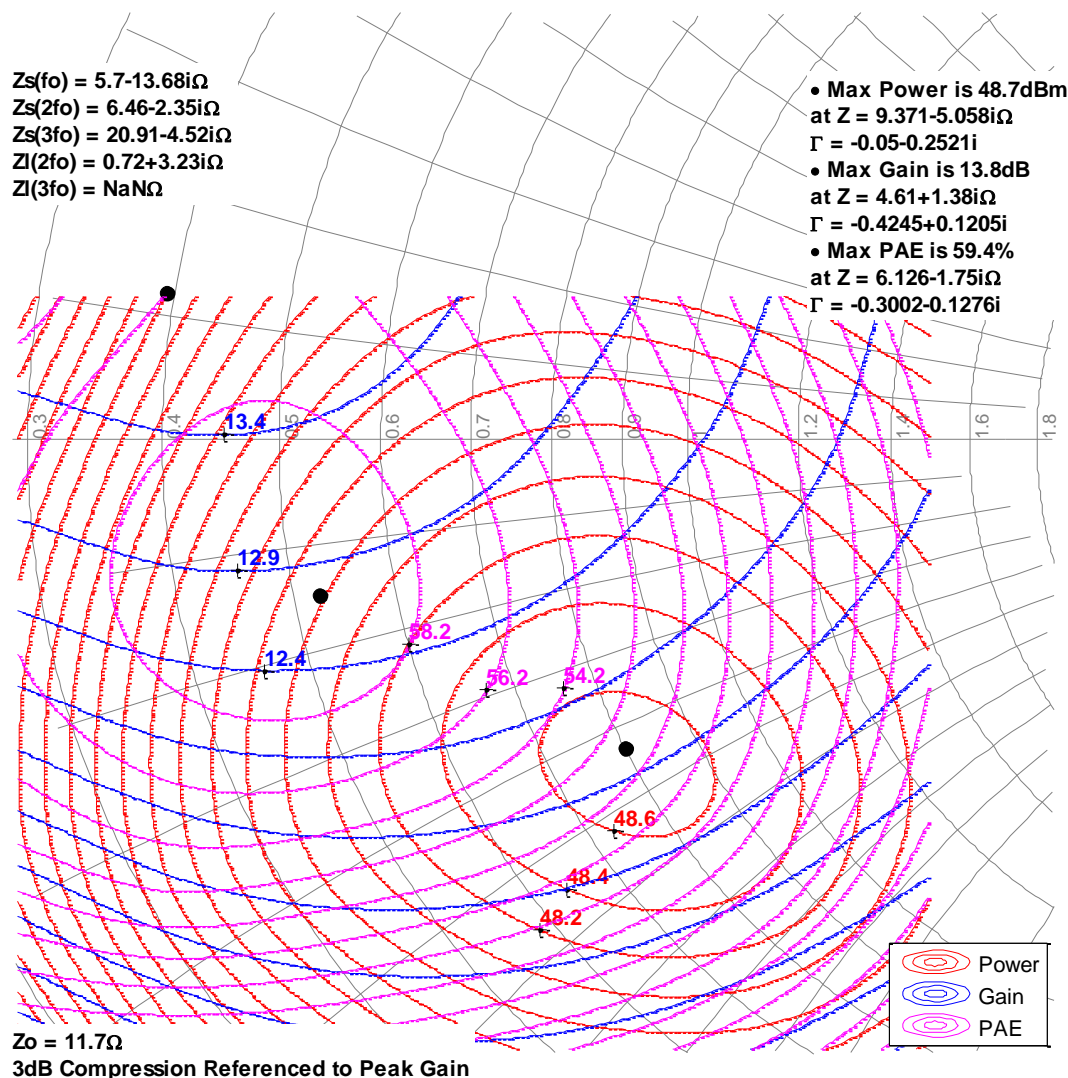 Zs(fo) = 5.7-13.68iΩ
Zs(2fo) = 6.46-2.35iΩ
Zs(3fo) = 20.91-4.52iΩ
Zl(2fo) = 0.72+3.23iΩ
Zl(3fo) = NaNΩ
• Max Power is 48.7dBm
at Z = 9.371-5.058iΩ
Γ = -0.05-0.2521i
• Max Gain is 13.8dB
at Z = 4.61+1.38iΩ
Γ = -0.4245+0.1205i
• Max PAE is 59.4%
at Z = 6.126-1.75iΩ
Γ = -0.3002-0.1276i
0.3 0.4 0.5 0.6 0.7 0.8 0.9 1.2 1.4 1.6 1.8
13.4
12.9
12.4
58.2
56.2
54.2
48.6
48.4
48.2
Power
Gain
PAE
Zo = 11.7Ω
3dB Compression Referenced to Peak Gain